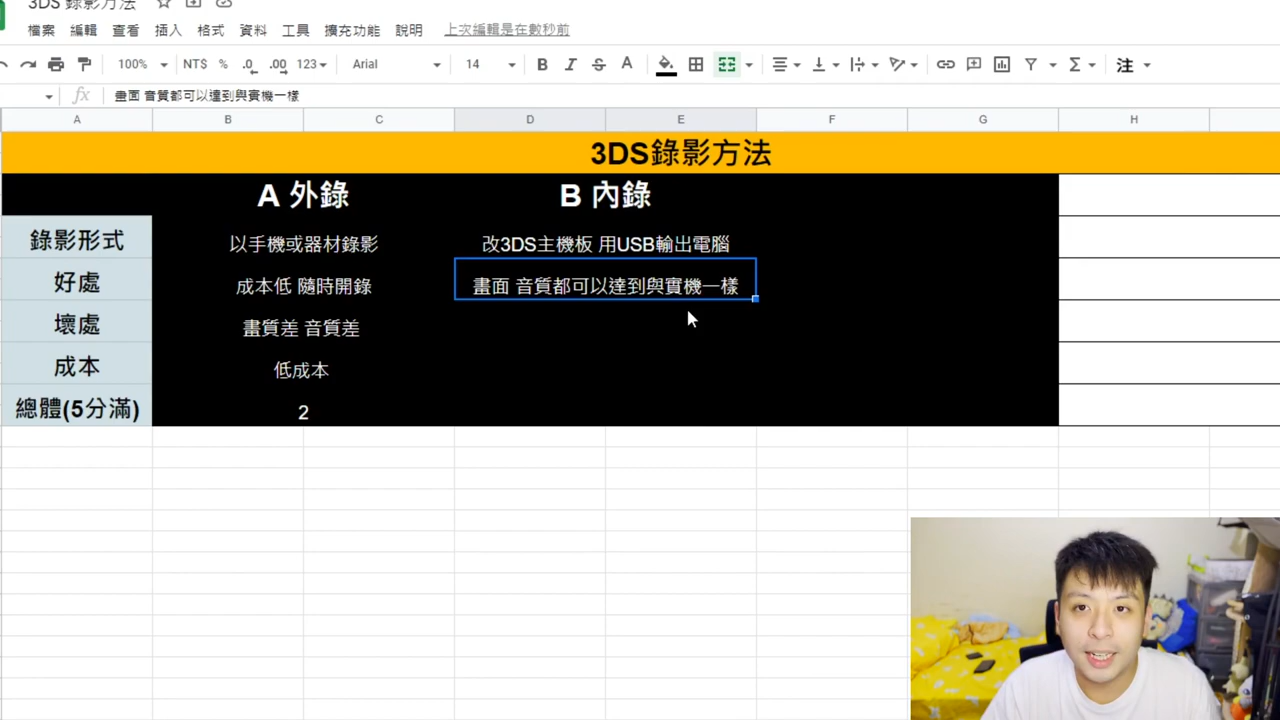 3DS 錄影方法
檔案 編輯 查看 插入 格式 資料 工具 擴充功能 說明 上次編輯是在數秒前
100% NT$ % .0 .00 123 Arial 14 B I S A Σ 注
fx 畫面 音質都可以達到與實機一樣
A B C D E F G H
3DS錄影方法
A 外錄 B 內錄
錄影形式 以手機或器材錄影 改3DS主機板 用USB輸出電腦
好處 成本低 隨時開錄 畫面 音質都可以達到與實機一樣
壞處 畫質差 音質差
成本 低成本
總體(5分滿) 2